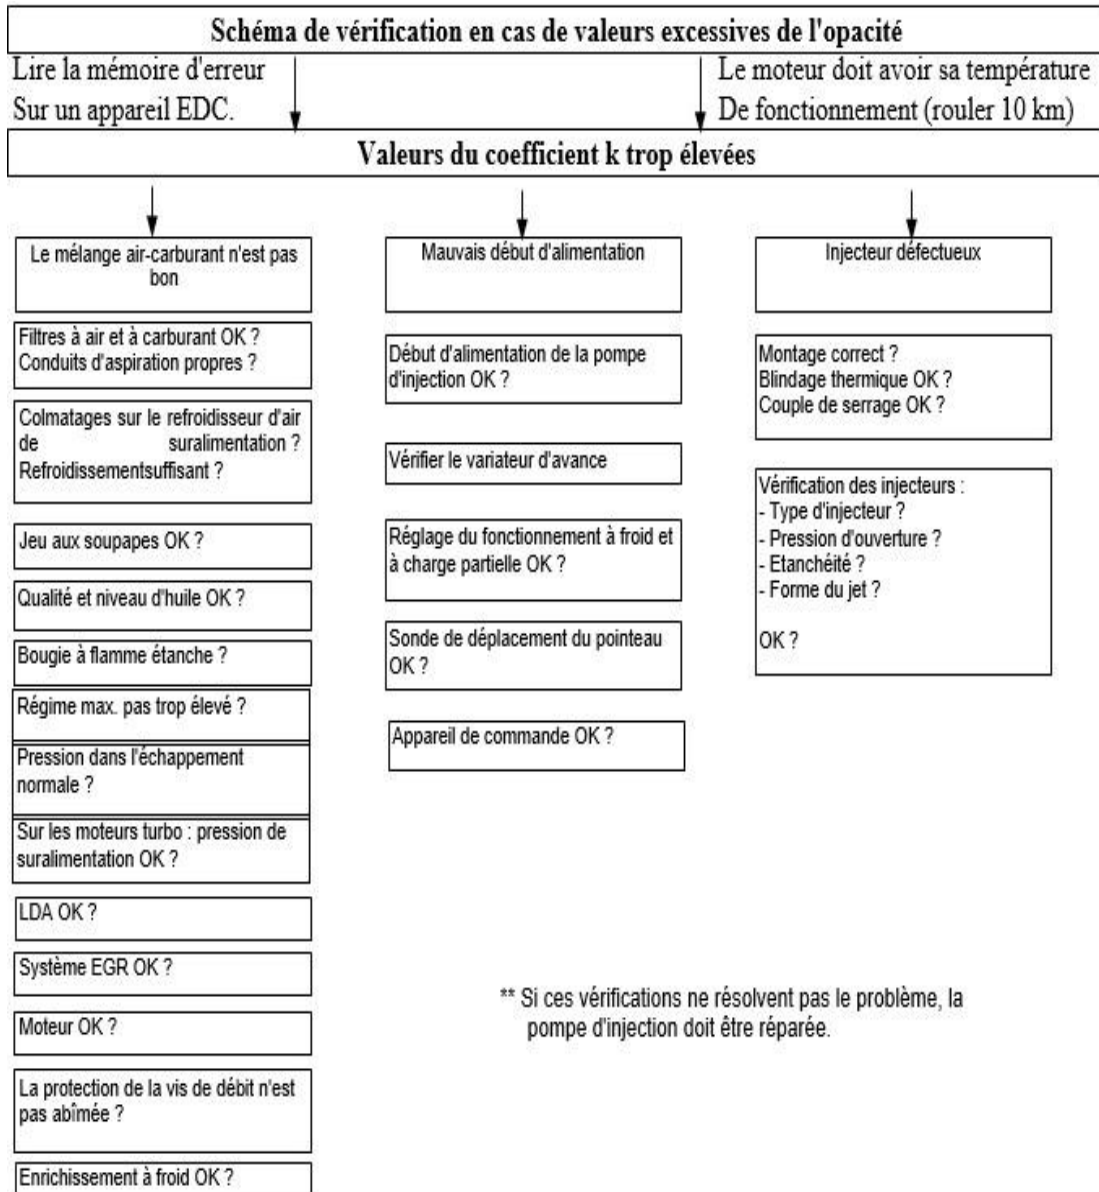 Schéma de vérification en cas de valeurs excessives de l'opacité
Lire la mémoire d'erreur
Sur un appareil EDC.
Le moteur doit avoir sa température
De fonctionnement (rouler 10 km)
Valeurs du coefficient k trop élevées
Le mélange air-carburant n'est pas
bon
Filtres à air et à carburant OK ?
Conduits d'aspiration propres ?
Colmatages sur le refroidisseur d'air
de suralimentation ?
Refroidissementsuffisant ?
Jeu aux soupapes OK ?
Qualité et niveau d'huile OK ?
Bougie à flamme étanche ?
Régime max. pas trop élevé ?
Pression dans l'échappement
normale ?
Sur les moteurs turbo : pression de
suralimentation OK ?
LDA OK ?
Système EGR OK ?
Moteur OK ?
La protection de la vis de débit n'est
pas abîmée ?
Enrichissement à froid OK ?
Mauvais début d'alimentation
Début d'alimentation de la pompe
d'injection OK ?
Vérifier le variateur d'avance
Réglage du fonctionnement à froid et
à charge partielle OK ?
Sonde de déplacement du pointeau
OK ?
Appareil de commande OK ?
Injecteur défectueux
Montage correct ?
Blindage thermique OK ?
Couple de serrage OK ?
Vérification des injecteurs :
- Type d'injecteur ?
- Pression d'ouverture ?
- Etanchéité ?
- Forme du jet ?
OK ?
** Si ces vérifications ne résolvent pas le problème, la
pompe d'injection doit être réparée.